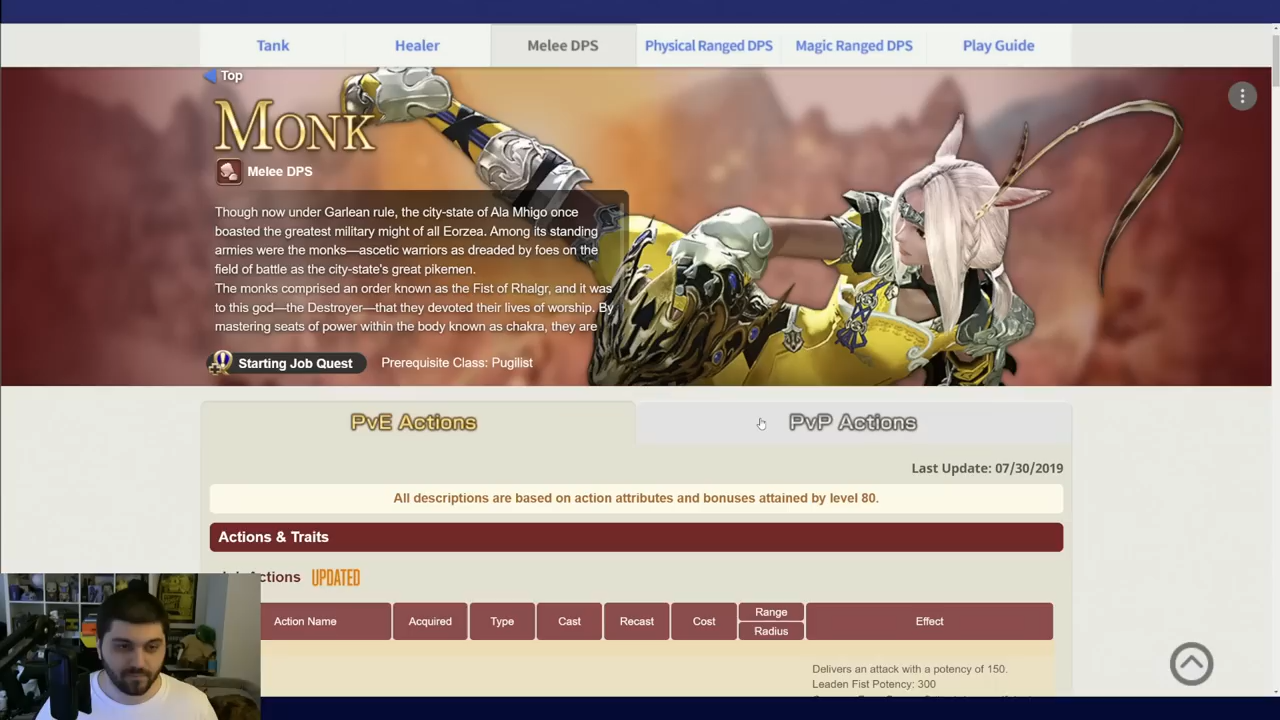 Tank
Healer
Melee DPS
Physical Ranged DPS
Magic Ranged DPS
Play Guide
Top
MONK
Melee DPS
Though now under Garlean rule, the city-state of Ala Mhigo once
boasted the greatest military might of all Eorzea. Among its standing
armies were the monks—ascetic warriors as dreaded by foes on the
field of battle as the city-state's great pikemen.
The monks comprised an order known as the Fist of Rhalgr, and it was
to this god—the Destroyer—that they devoted their lives of worship. By
mastering seats of power within the body known as chakra, they are
Starting Job Quest
Prerequisite Class: Pugilist
PvE Actions
PvP Actions
Last Update: 07/30/2019
All descriptions are based on action attributes and bonuses attained by level 80.
Actions & Traits
Actions UPDATED
Action Name
Acquired
Type
Cast
Recast
Cost
Range
Radius
Effect
Delivers an attack with a potency of 150.
Leaden Fist Potency: 300